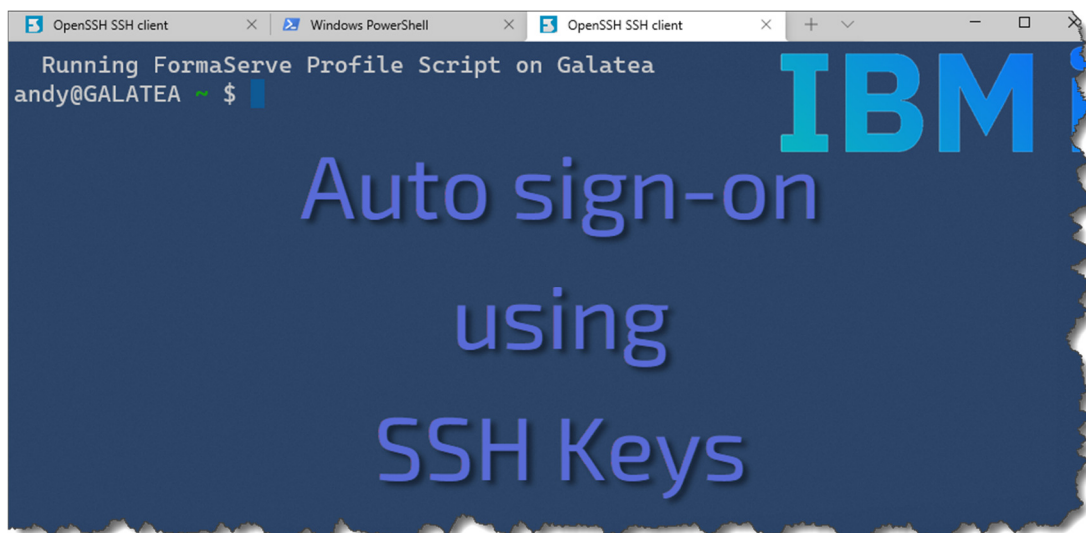 OpenSSH SSH client
Windows PowerShell
OpenSSH SSH client
Running FormaServe Profile Script on Galatea
andy@GALATEA ~ $
IBM
Auto sign-on
using
SSH Keys